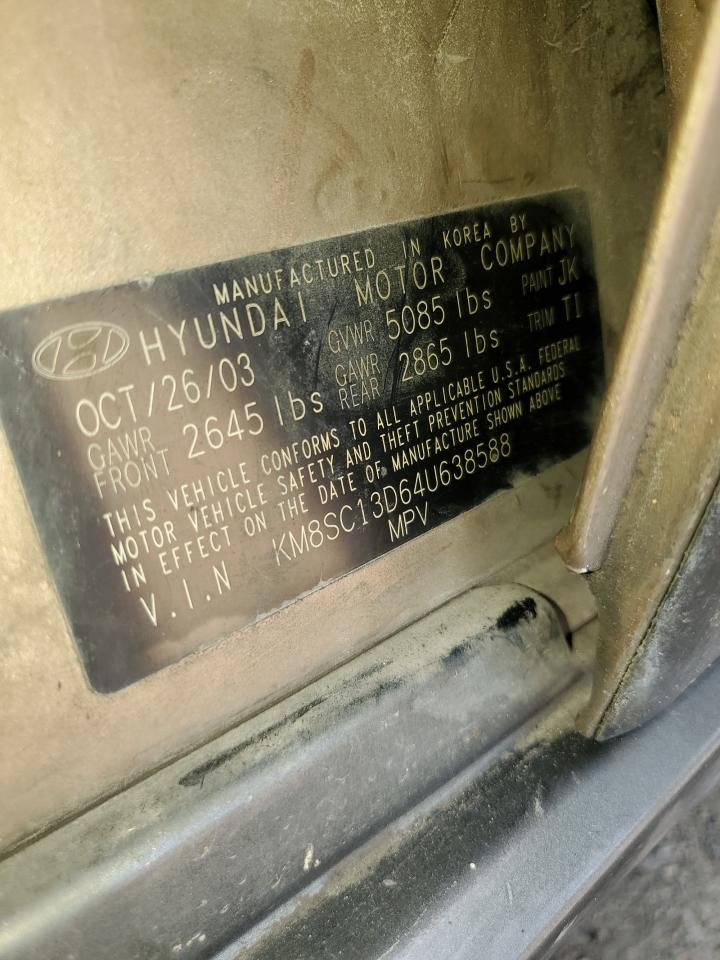 MANUFACTURED IN KOREA BY
HYUNDAI MOTOR COMPANY
OCT/26/03 GVWR 5085 lbs PAINT JK
GAWR FRONT 2645 lbs GAWR REAR 2865 lbs TRIM TI
THIS VEHICLE CONFORMS TO ALL APPLICABLE U.S.A. FEDERAL
MOTOR VEHICLE SAFETY AND THEFT PREVENTION STANDARDS
IN EFFECT ON THE DATE OF MANUFACTURE SHOWN ABOVE
V.I.N KM8SC13D64U638588
MPV